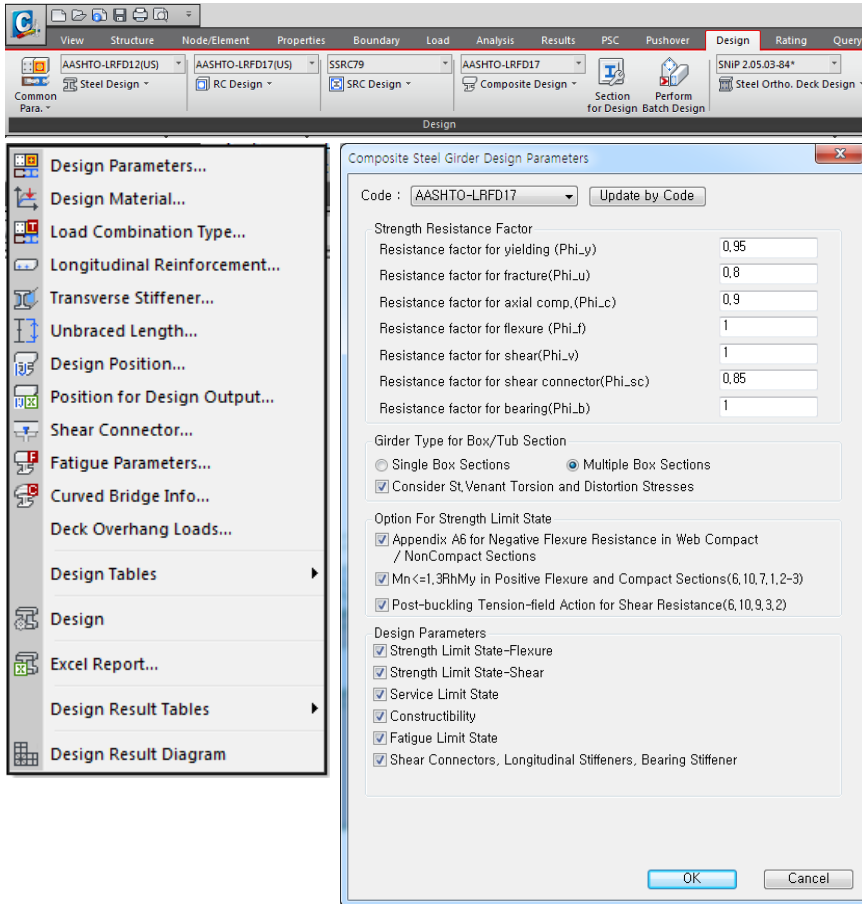 C
View Structure Node/Element Properties Boundary Load Analysis Results PSC Pushover Design Rating Query
AASHTO-LRFD12(US) AASHTO-LRFD17(US) SSRC79 AASHTO-LRFD17 SNiP 2.05.03-84*
Steel Design RC Design SRC Design Composite Design Steel Ortho. Deck Design
Common
Para.
Section
for Design
Perform
Batch Design
Design
Design Parameters...
Design Material...
Load Combination Type...
Longitudinal Reinforcement...
Transverse Stiffener...
Unbraced Length...
Design Position...
Position for Design Output...
Shear Connector...
Fatigue Parameters...
Curved Bridge Info...
Deck Overhang Loads...
Design Tables
Design
Excel Report...
Design Result Tables
Design Result Diagram
Composite Steel Girder Design Parameters
Code : AASHTO-LRFD17 Update by Code
Strength Resistance Factor
Resistance factor for yielding (Phi_y) 0,95
Resistance factor for fracture(Phi_u) 0,8
Resistance factor for axial comp,(Phi_c) 0,9
Resistance factor for flexure (Phi_f) 1
Resistance factor for shear(Phi_v) 1
Resistance factor for shear connector(Phi_sc) 0,85
Resistance factor for bearing(Phi_b) 1
Girder Type for Box/Tub Section
Single Box Sections Multiple Box Sections
Consider St,Venant Torsion and Distortion Stresses
Option For Strength Limit State
Appendix A6 for Negative Flexure Resistance in Web Compact
/ NonCompact Sections
Mn<=1,3RhMy in Positive Flexure and Compact Sections(6,10,7,1,2-3)
Post-buckling Tension-field Action for Shear Resistance(6,10,9,3,2)
Design Parameters
Strength Limit State-Flexure
Strength Limit State-Shear
Service Limit State
Constructibility
Fatigue Limit State
Shear Connectors, Longitudinal Stiffeners, Bearing Stiffener
OK Cancel